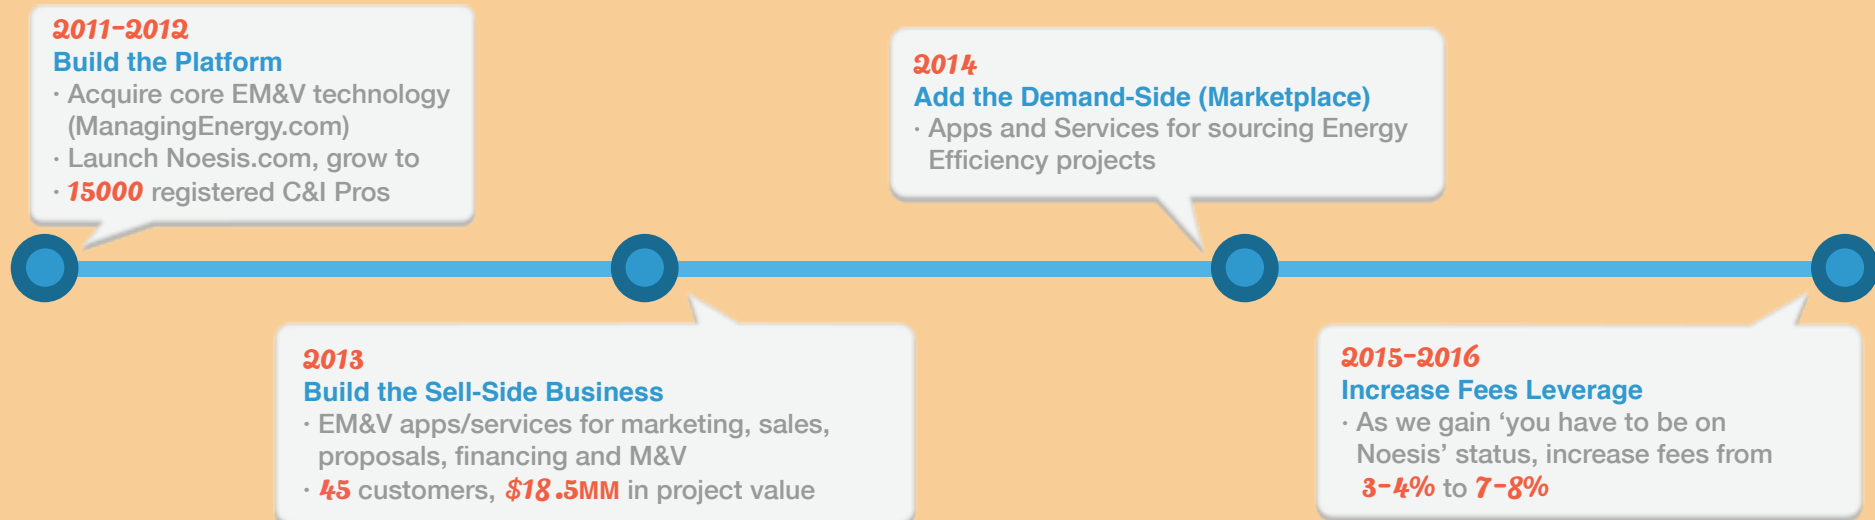 2011-2012
Build the Platform
· Acquire core EM&V technology
(ManagingEnergy.com)
· Launch Noesis.com, grow to
· 15000 registered C&I Pros
2013
Build the Sell-Side Business
· EM&V apps/services for marketing, sales,
proposals, financing and M&V
· 45 customers, $18.5MM in project value
2014
Add the Demand-Side (Marketplace)
· Apps and Services for sourcing Energy
Efficiency projects
2015-2016
Increase Fees Leverage
· As we gain ‘you have to be on
Noesis’ status, increase fees from
3-4% to 7-8%